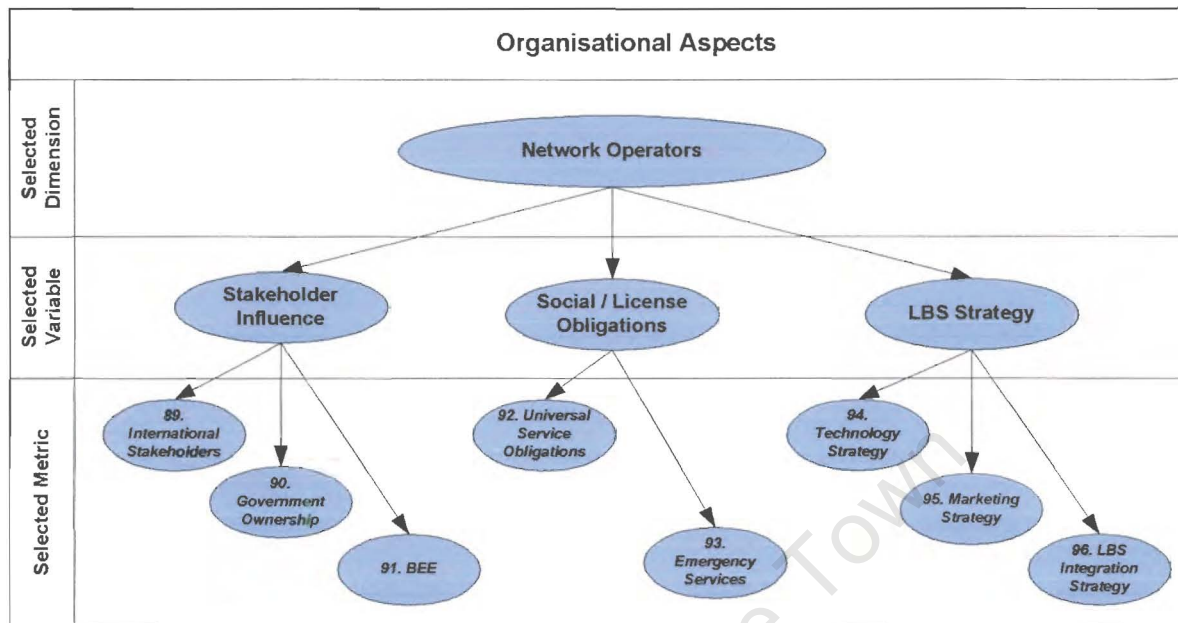 Organisational Aspects
Selected
Dimension
Network Operators
Selected
Variable
Stakeholder
Influence
Social / License
Obligations
LBS Strategy
Selected Metric
89.
International
Stakeholders
90.
Government
Ownership
91. BEE
92. Universal
Service
Obligations
93.
Emergency
Services
94.
Technology
Strategy
95. Marketing
Strategy
96. LBS
Integration
Strategy
Town